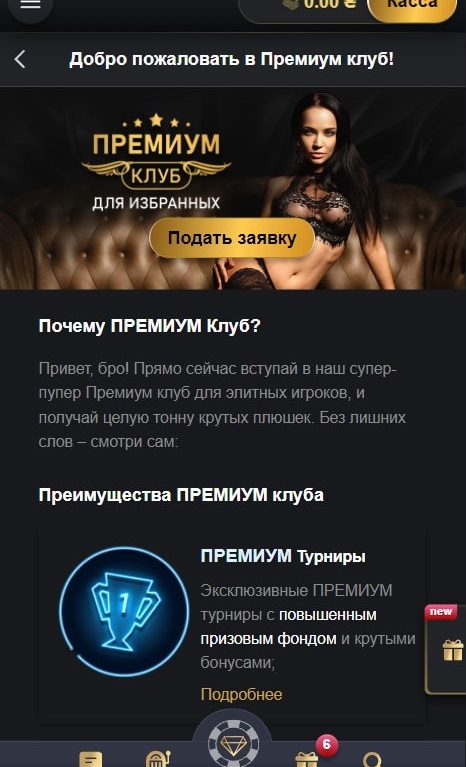 0.00 ₴
Касса
Добро пожаловать в Премиум клуб!
ПРЕМИУМ
КЛУБ
ДЛЯ ИЗБРАННЫХ
Подать заявку
Почему ПРЕМИУМ Клуб?
Привет, бро! Прямо сейчас вступай в наш супер-
пупер Премиум клуб для элитных игроков, и
получай целую тонну крутых плюшек. Без лишних
слов – смотри сам:
Преимущества ПРЕМИУМ клуба
1
ПРЕМИУМ Турниры
Эксклюзивные ПРЕМИУМ
турниры с повышенным
призовым фондом и крутыми
бонусами;
Подробнее
new
6